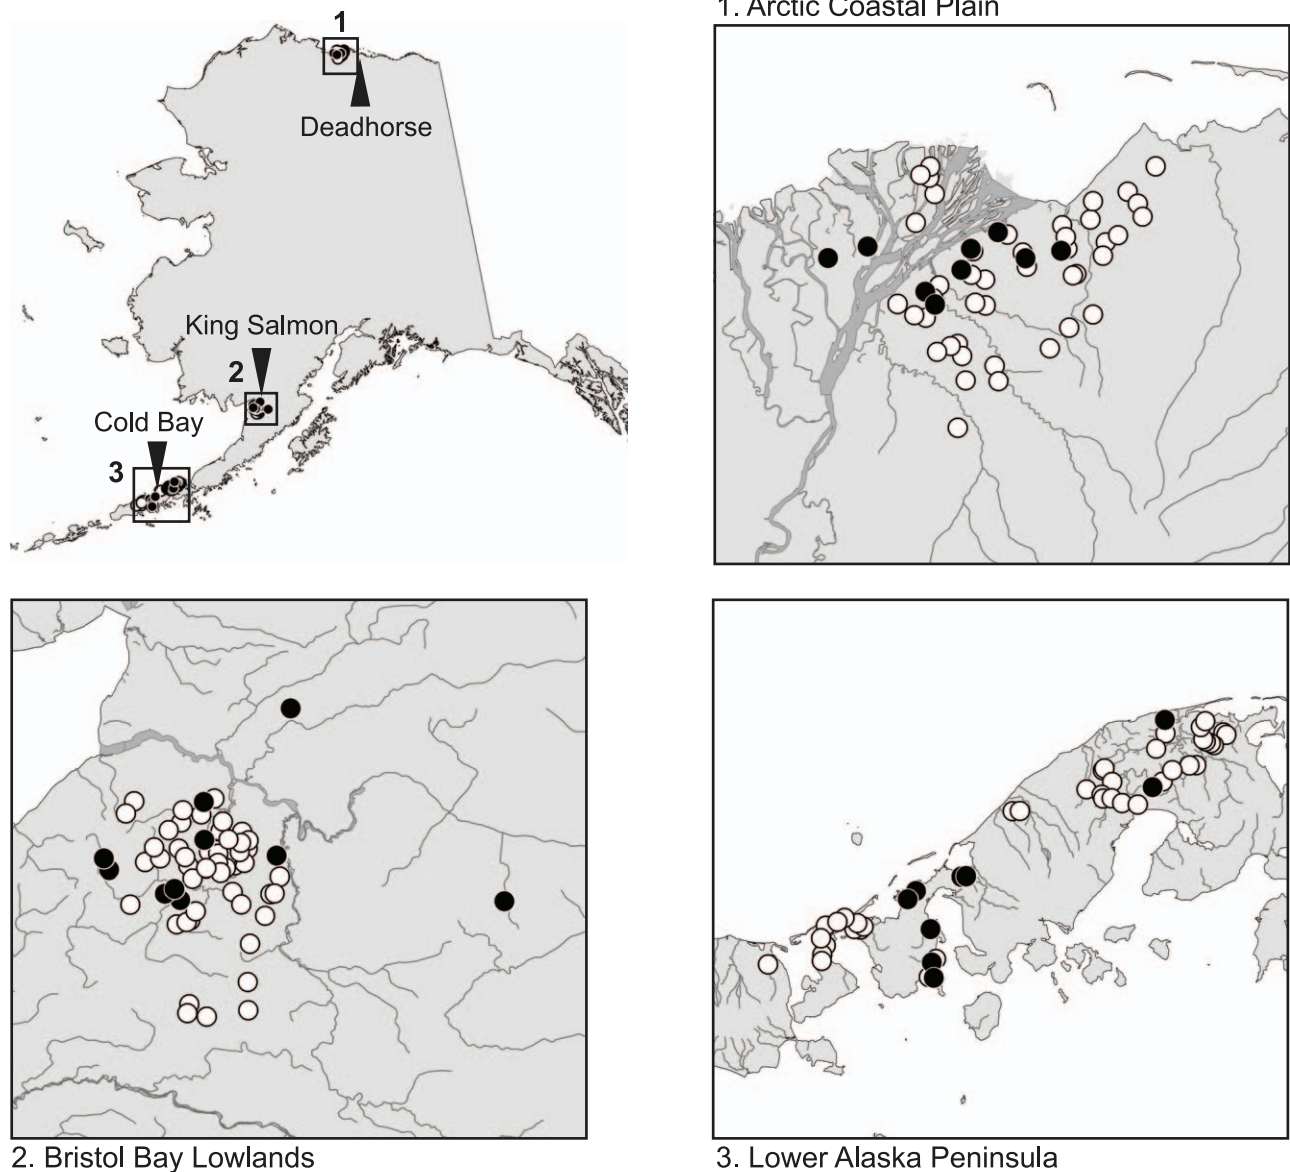 1. Arctic Coastal Plain
1
Deadhorse
King Salmon
2
Cold Bay
3
2. Bristol Bay Lowlands
3. Lower Alaska Peninsula